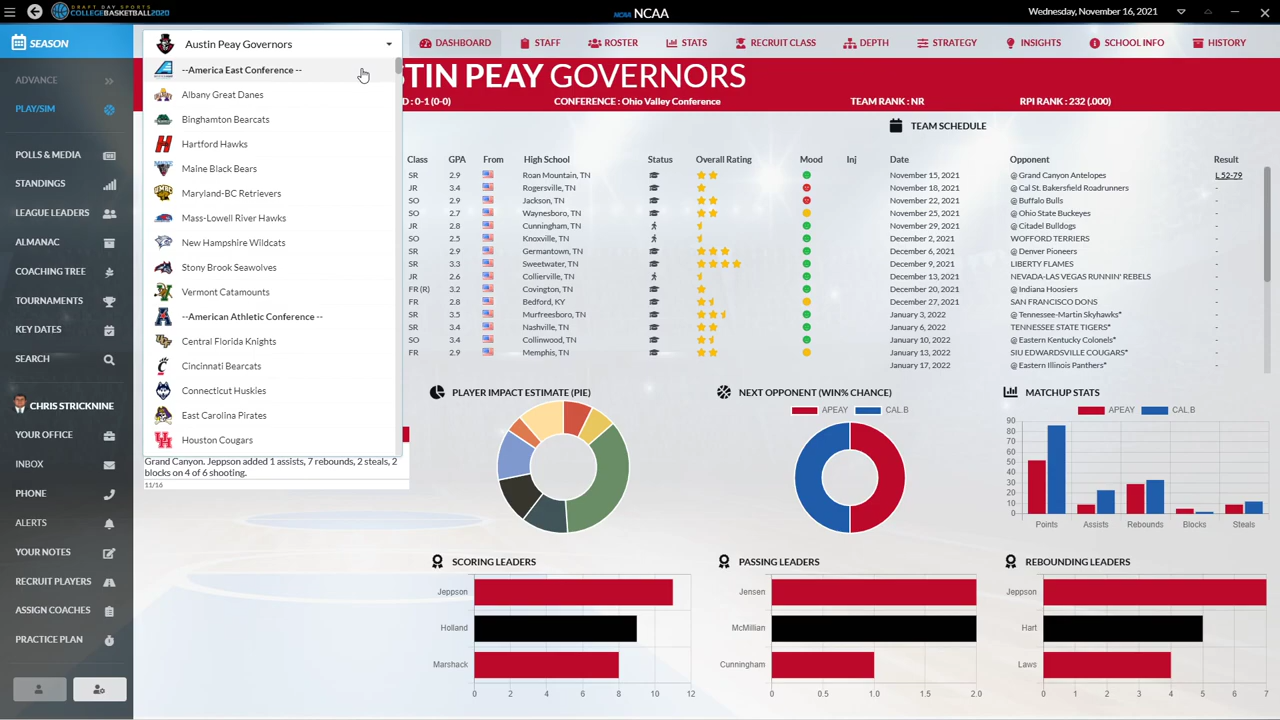 DRAFT DAY SPORTS
COLLEGE BASKETBALL 2020
NCAA NCAA
Wednesday, November 16, 2021
SEASON
Austin Peay Governors
DASHBOARD STAFF ROSTER STATS RECRUIT CLASS DEPTH STRATEGY INSIGHTS SCHOOL INFO HISTORY
ADVANCE
PLAY/SIM
POLLS & MEDIA
STANDINGS
LEAGUE LEADERS
ALMANAC
COACHING TREE
TOURNAMENTS
KEY DATES
SEARCH
CHRIS STRICKNINE
YOUR OFFICE
INBOX
PHONE
ALERTS
YOUR NOTES
RECRUIT PLAYERS
ASSIGN COACHES
PRACTICE PLAN
--America East Conference --
Albany Great Danes
Binghamton Bearcats
Hartford Hawks
Maine Black Bears
Maryland-BC Retrievers
Mass-Lowell River Hawks
New Hampshire Wildcats
Stony Brook Seawolves
Vermont Catamounts
--American Athletic Conference --
Central Florida Knights
Cincinnati Bearcats
Connecticut Huskies
East Carolina Pirates
Houston Cougars
Grand Canyon. Jeppson added 1 assists, 7 rebounds, 2 steals, 2
blocks on 4 of 6 shooting.
11/16
TIN PEAY GOVERNORS
D : 0-1 (0-0) CONFERENCE: Ohio Valley Conference TEAM RANK : NR RPI RANK : 232 (.000)
Class GPA From High School Status Overall Rating Mood Inj
SR 2.9 Roan Mountain, TN
JR 3.4 Rogersville, TN
SO 2.9 Jackson, TN
SO 2.7 Waynesboro, TN
JR 2.8 Cunningham, TN
SO 2.5 Knoxville, TN
SR 2.9 Germantown, TN
SR 3.3 Sweetwater, TN
JR 2.6 Collierville, TN
FR (R) 3.2 Covington, TN
FR 2.8 Bedford, KY
SR 3.5 Murfreesboro, TN
SR 3.4 Nashville, TN
SO 3.4 Collinwood, TN
FR 2.9 Memphis, TN
TEAM SCHEDULE
Date Opponent Result
November 15, 2021 @ Grand Canyon Antelopes L 52-79
November 18, 2021 @ Cal St. Bakersfield Roadrunners -
November 22, 2021 @ Buffalo Bulls -
November 25, 2021 @ Ohio State Buckeyes -
November 29, 2021 @ Citadel Bulldogs -
December 2, 2021 WOFFORD TERRIERS -
December 6, 2021 @ Denver Pioneers -
December 9, 2021 LIBERTY FLAMES -
December 13, 2021 NEVADA-LAS VEGAS RUNNIN' REBELS -
December 20, 2021 @ Indiana Hoosiers -
December 27, 2021 SAN FRANCISCO DONS -
January 3, 2022 @ Tennessee-Martin Skyhawks* -
January 6, 2022 TENNESSEE STATE TIGERS* -
January 10, 2022 @ Eastern Kentucky Colonels* -
January 13, 2022 SIU EDWARDSVILLE COUGARS* -
January 17, 2022 @ Eastern Illinois Panthers* -
PLAYER IMPACT ESTIMATE (PIE)
NEXT OPPONENT (WIN% CHANCE)
APEAY CAL.B
MATCHUP STATS
APEAY CAL.B
90
80
70
60
50
40
30
20
10
0
Points Assists Rebounds Blocks Steals
SCORING LEADERS
Jeppson
Holland
Marshack
0 2 4 6 8 10 12
PASSING LEADERS
Jensen
McMillian
Cunningham
0 1.0 2.0
REBOUNDING LEADERS
Jeppson
Hart
Laws
0 1 2 3 4 5 6 7